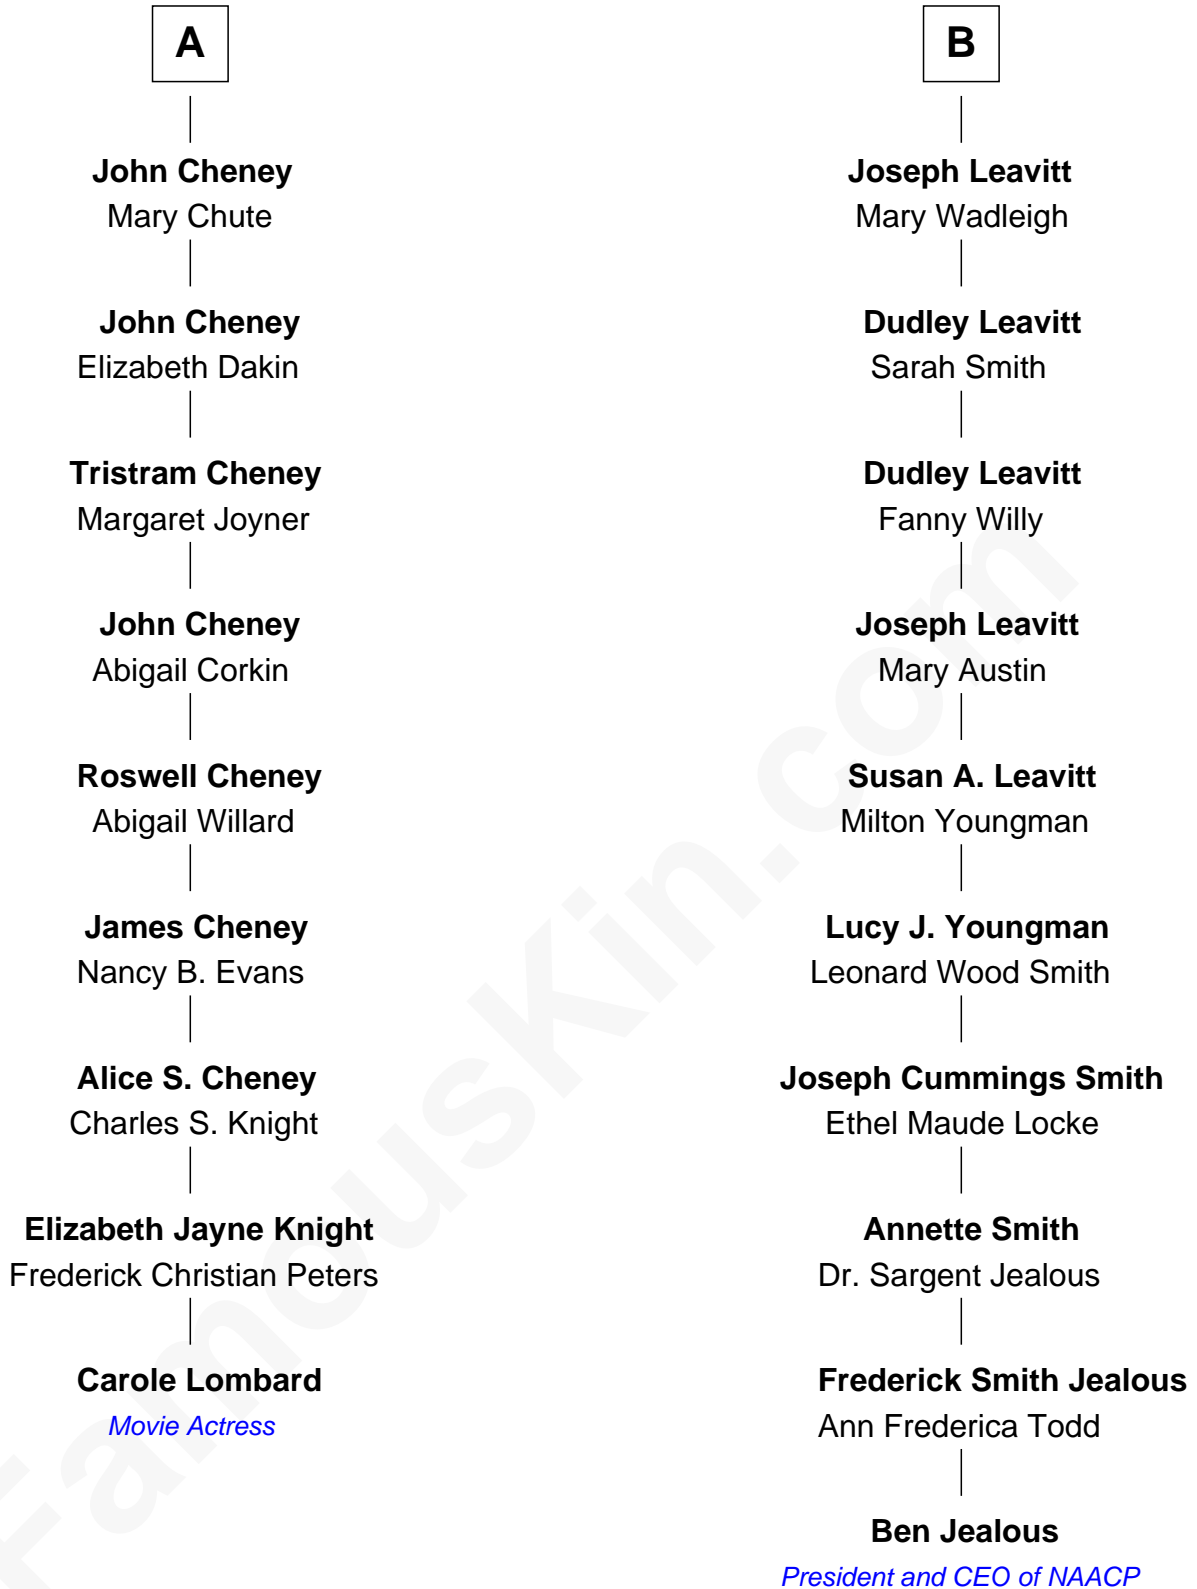 A
John Cheney
Mary Chute
John Cheney
Elizabeth Dakin
Tristram Cheney
Margaret Joyner
John Cheney
Abigail Corkin
Roswell Cheney
Abigail Willard
James Cheney
Nancy B. Evans
Alice S. Cheney
Charles S. Knight
Elizabeth Jayne Knight
Frederick Christian Peters
Carole Lombard
Movie Actress
B
Joseph Leavitt
Mary Wadleigh
Dudley Leavitt
Sarah Smith
Dudley Leavitt
Fanny Willy
Joseph Leavitt
Mary Austin
Susan A. Leavitt
Milton Youngman
Lucy J. Youngman
Leonard Wood Smith
Joseph Cummings Smith
Ethel Maude Locke
Annette Smith
Dr. Sargent Jealous
Frederick Smith Jealous
Ann Frederica Todd
Ben Jealous
President and CEO of NAACP
FamousKin.com